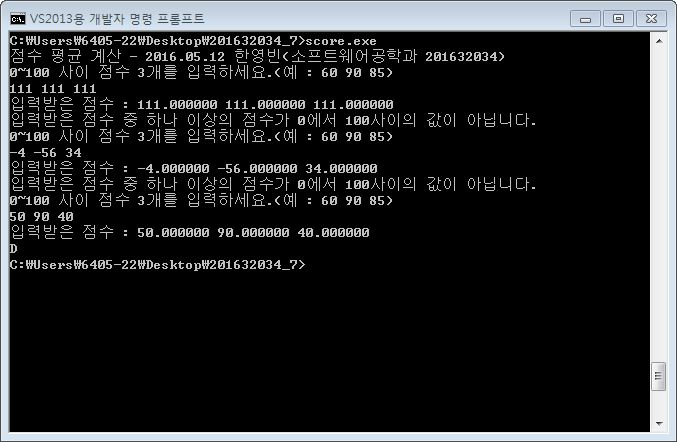 VS2013용 개발자 명령 프롬프트
C:\Users\6405-22\Desktop\201632034_7>score.exe
점수 평균 계산 - 2016.05.12 한영빈(소프트웨어공학과 201632034)
0~100 사이 점수 3개를 입력하세요.(예 : 60 90 85)
111 111 111
입력받은 점수 : 111.000000 111.000000 111.000000
입력받은 점수 중 하나 이상의 점수가 0에서 100사이의 값이 아닙니다.
0~100 사이 점수 3개를 입력하세요.(예 : 60 90 85)
-4 -56 34
입력받은 점수 : -4.000000 -56.000000 34.000000
입력받은 점수 중 하나 이상의 점수가 0에서 100사이의 값이 아닙니다.
0~100 사이 점수 3개를 입력하세요.(예 : 60 90 85)
50 90 40
입력받은 점수 : 50.000000 90.000000 40.000000
D
C:\Users\6405-22\Desktop\201632034_7>